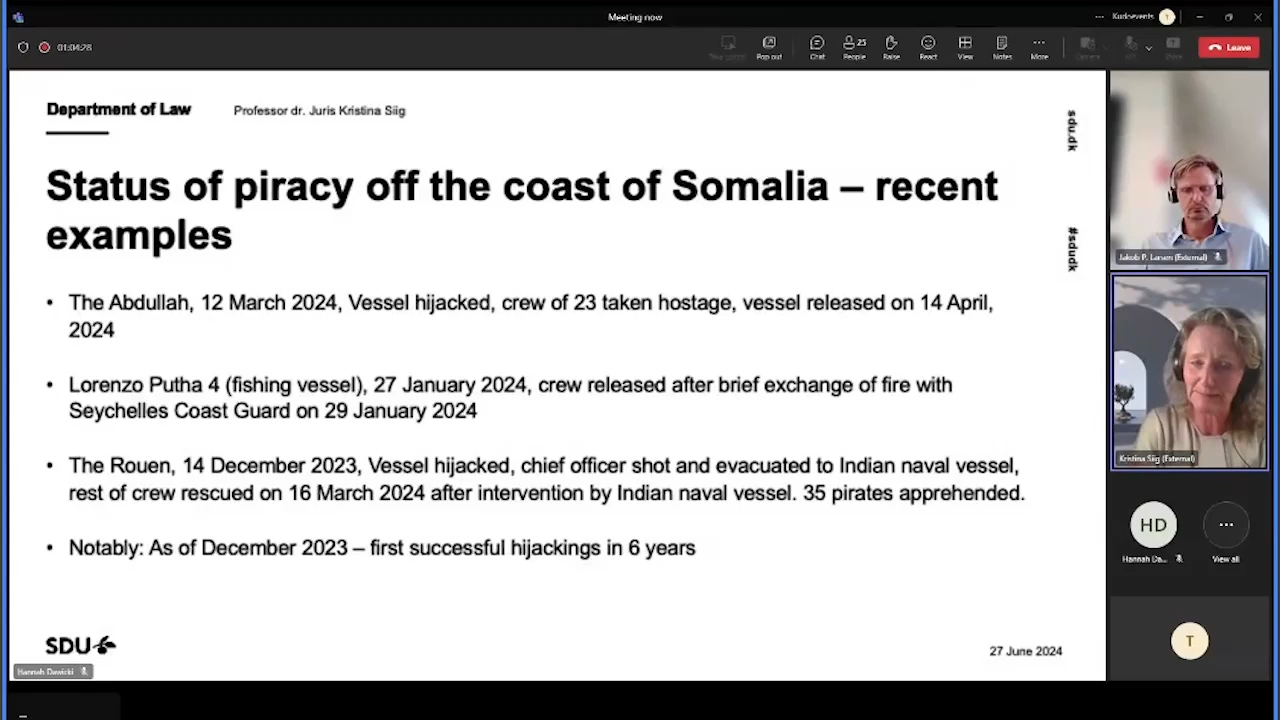 Meeting now
Kudoevents
T
01:04:28
Pop out
Chat
25
People
Raise
React
View
Notes
More
Leave
Department of Law
Professor dr. Juris Kristina Siig
sdu.dk
#sdudk
Status of piracy off the coast of Somalia – recent
examples
• The Abdullah, 12 March 2024, Vessel hijacked, crew of 23 taken hostage, vessel released on 14 April,
2024
• Lorenzo Putha 4 (fishing vessel), 27 January 2024, crew released after brief exchange of fire with
Seychelles Coast Guard on 29 January 2024
• The Rouen, 14 December 2023, Vessel hijacked, chief officer shot and evacuated to Indian naval vessel,
rest of crew rescued on 16 March 2024 after intervention by Indian naval vessel. 35 pirates apprehended.
• Notably: As of December 2023 – first successful hijackings in 6 years
SDU
27 June 2024
Hannah Dawicki
Jakob P. Larsen (External)
Kristina Siig (External)
HD
Hannah Da...
View all
T